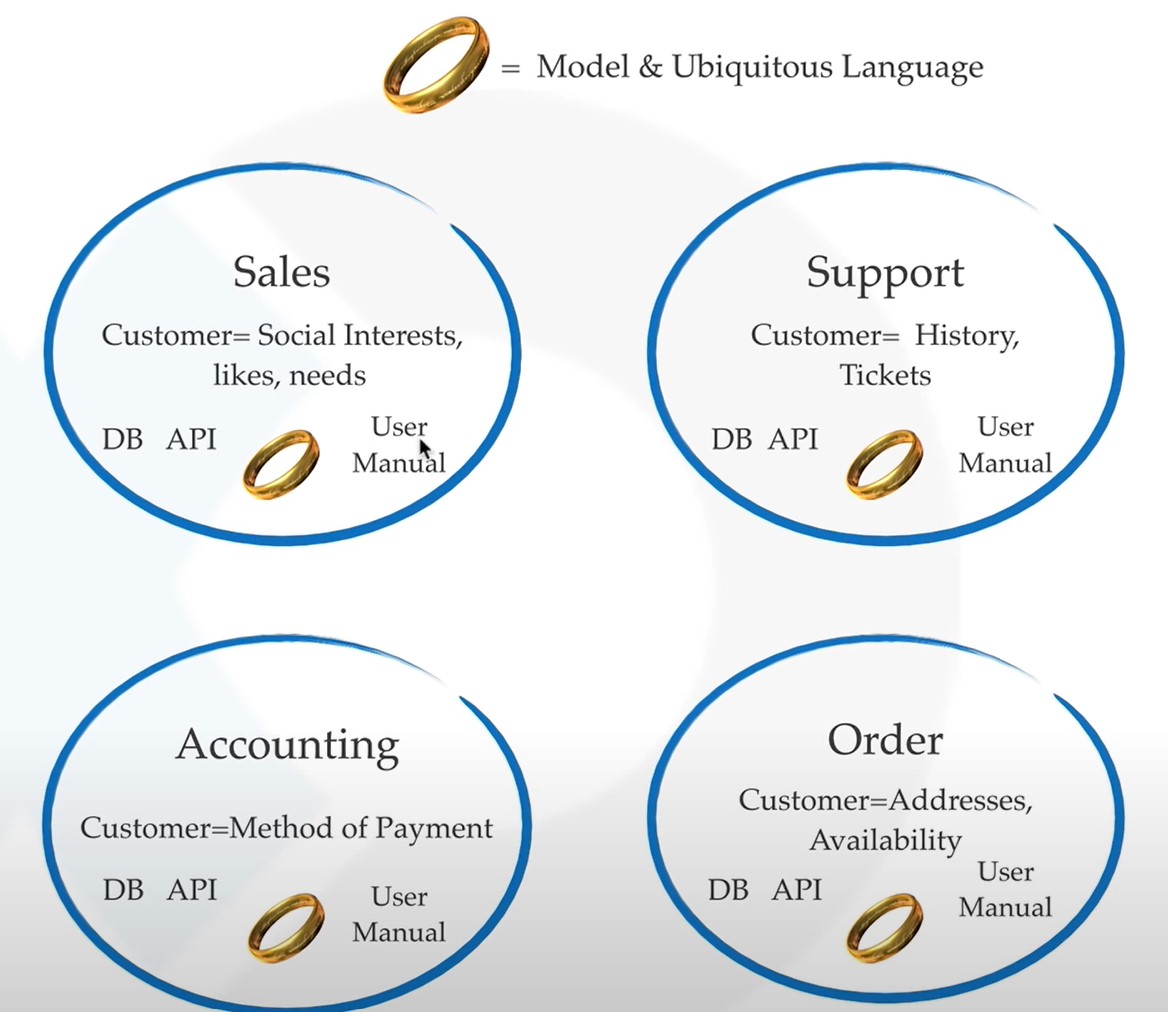 = Model & Ubiquitous Language
Sales
Customer= Social Interests,
likes, needs
DB API
User
Manual
Support
Customer= History,
Tickets
DB API
User
Manual
Accounting
Customer=Method of Payment
DB API
User
Manual
Order
Customer=Addresses,
Availability
DB API
User
Manual